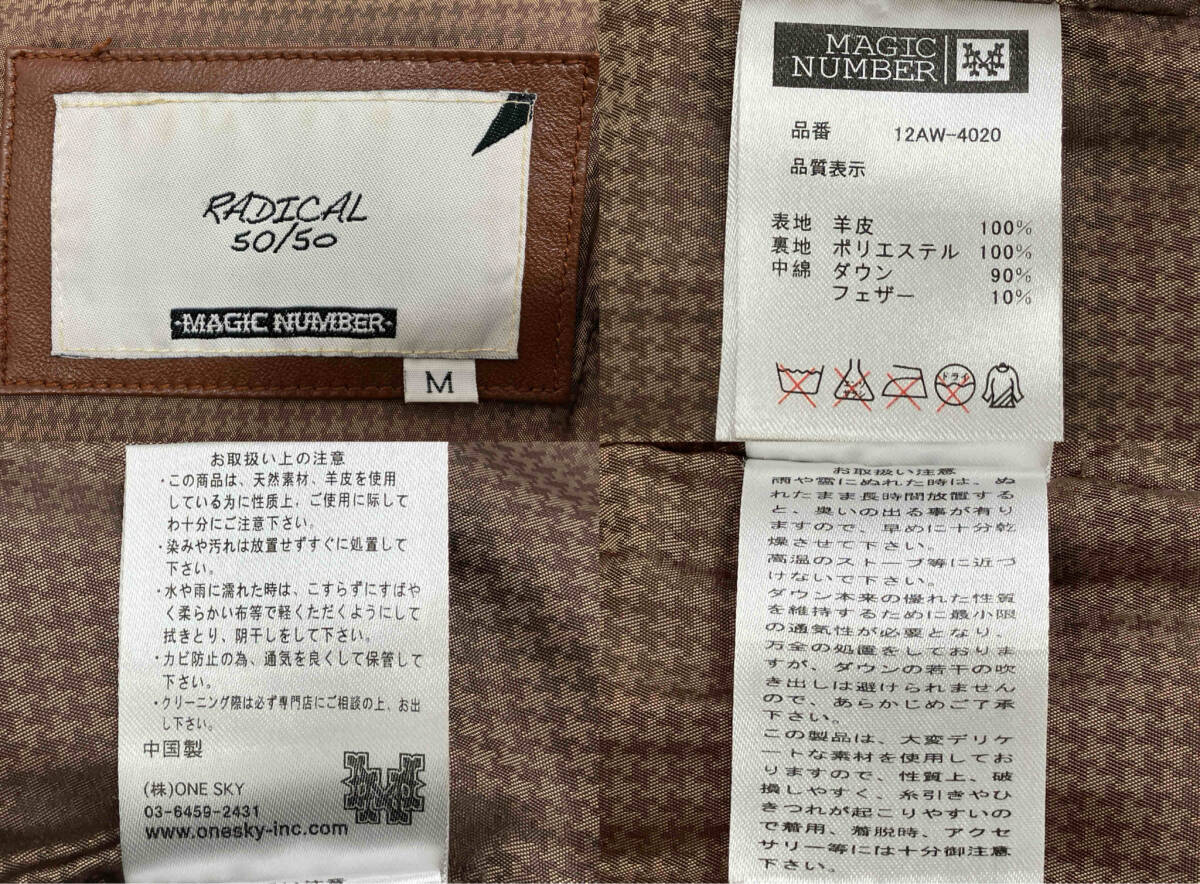 RADICAL
50/50
MAGIC NUMBER
M
MAGIC
NUMBER
品番 12AW-4020
品質表示
表地 羊皮 100%
裏地 ポリエステル 100%
中綿 ダウン 90%
フェザー 10%
ドライ
お取扱い上の注意
・この商品は、天然素材、羊皮を使用
している為に性質上、ご使用に際して
わ十分にご注意下さい。
・染みや汚れは放置せずすぐに処置して
下さい。
・水や雨に濡れた時は、こすらずにすばや
く柔らかい布等で軽くただくようにして
拭きとり、阴干しをして下さい。
・カビ防止の為、通気を良くして保管して
下さい。
・クリーニング際は必ず専門店にご相談の上、お出
し下さい。
中国製
(株)ONE SKY
03-6459-2431
www.onesky-inc.com
お取扱い注意
雨や雪にぬれた時は、ぬ
れたまま長時間放置する
と、臭いの出る事が有り
ますので、早めに十分乾
燥させて下さい。
高温のストーブ等に近づ
けないで下さい。
ダウン本来の優れた性質
を維持するために最小限
の通気性が必要となり、
万全の処置をしておりま
すが、ダウンの若干の吹
き出しは避けられません
ので、あらかじめご了承
下さい。
この製品は、大変デリケ
ートな素材を使用してお
りますので、性質上、破
損しやすく、糸引きやひ
きつれが起こりやすいの
で着用、着脱時、アクセ
サリー等には十分御注意
下さい。